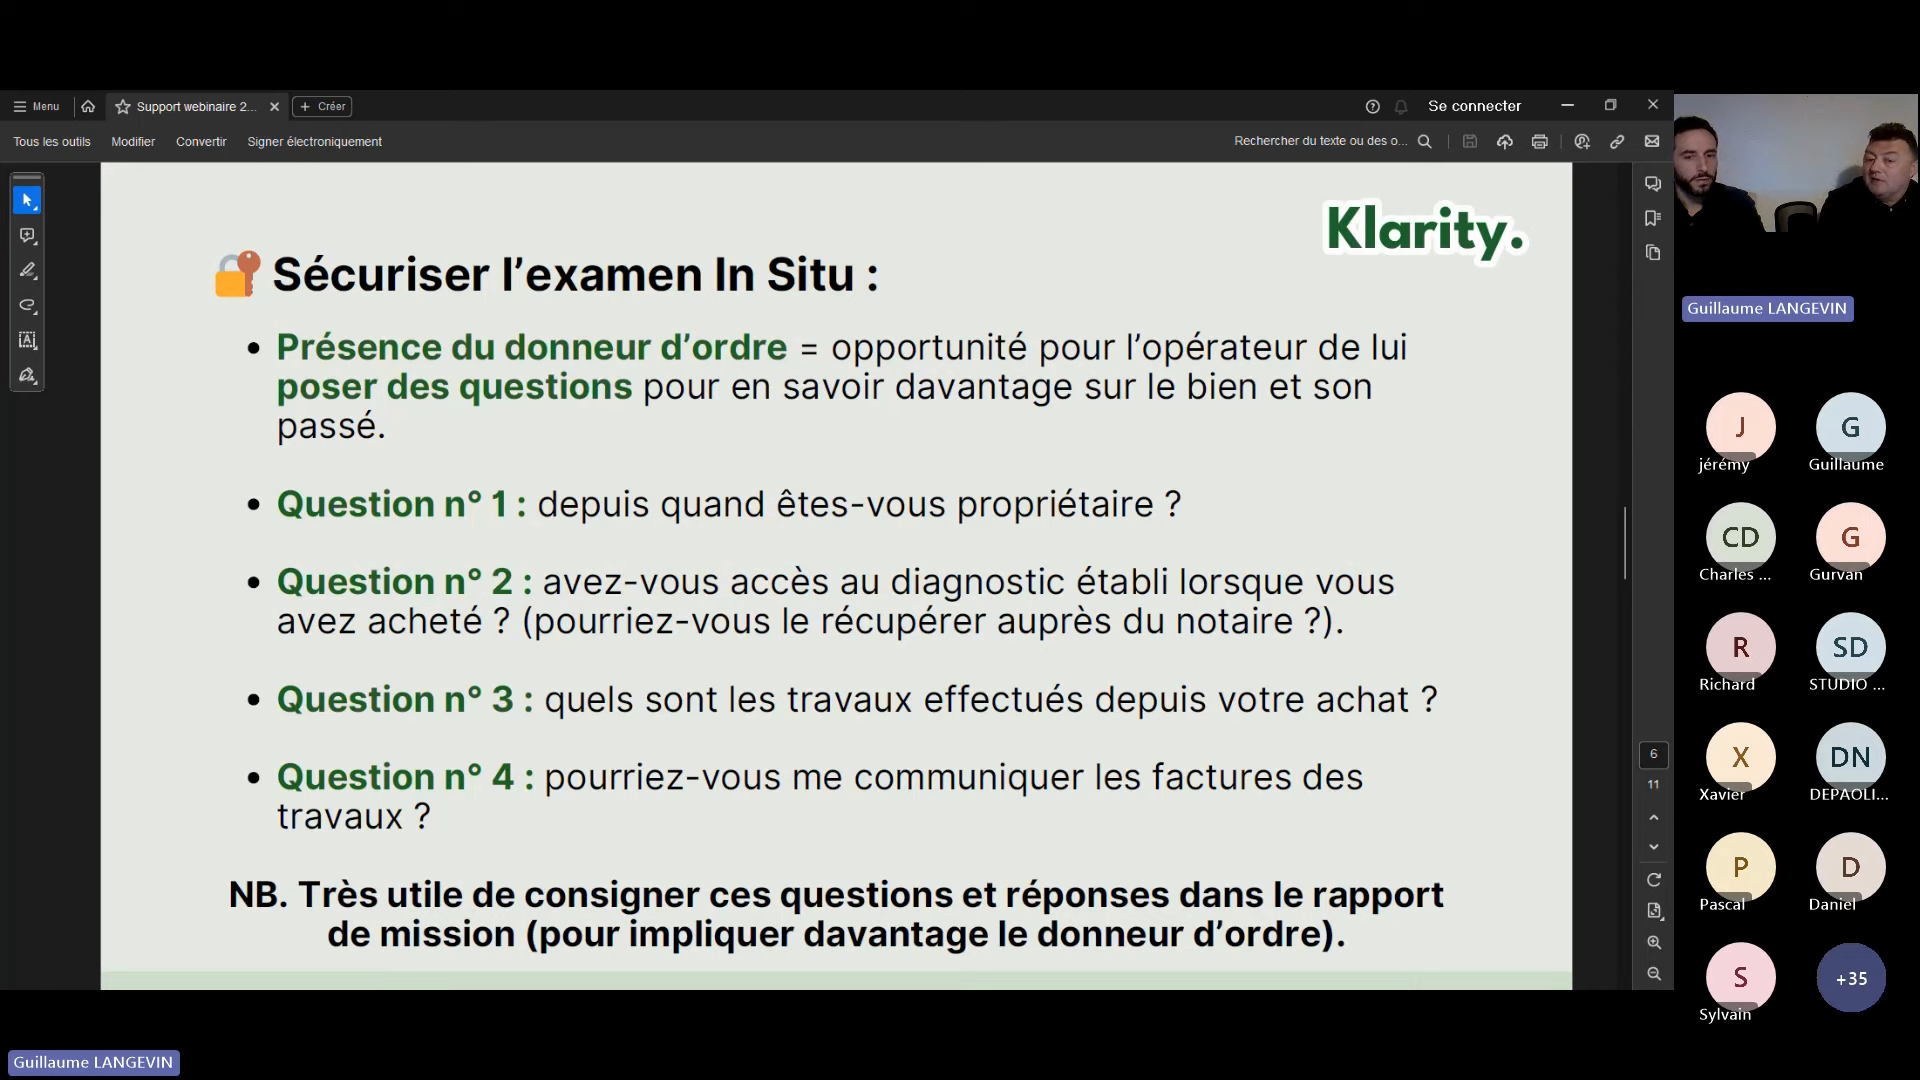 Menu
Support webinaire 2...
Créer
Se connecter
Tous les outils
Modifier
Convertir
Signer électroniquement
Rechercher du texte ou des o...
Klarity.
Sécuriser l’examen In Situ :
• Présence du donneur d’ordre = opportunité pour l’opérateur de lui
poser des questions pour en savoir davantage sur le bien et son
passé.
• Question n° 1 : depuis quand êtes-vous propriétaire ?
• Question n° 2 : avez-vous accès au diagnostic établi lorsque vous
avez acheté ? (pourriez-vous le récupérer auprès du notaire ?).
• Question n° 3 : quels sont les travaux effectués depuis votre achat ?
• Question n° 4 : pourriez-vous me communiquer les factures des
travaux ?
NB. Très utile de consigner ces questions et réponses dans le rapport
de mission (pour impliquer davantage le donneur d’ordre).
6
11
Guillaume LANGEVIN
J
jérémy
G
Guillaume
CD
Charles ...
G
Gurvan
R
Richard
SD
STUDIO ...
X
Xavier
DN
DEPAOLI...
P
Pascal
D
Daniel
S
Sylvain
+35
Guillaume LANGEVIN